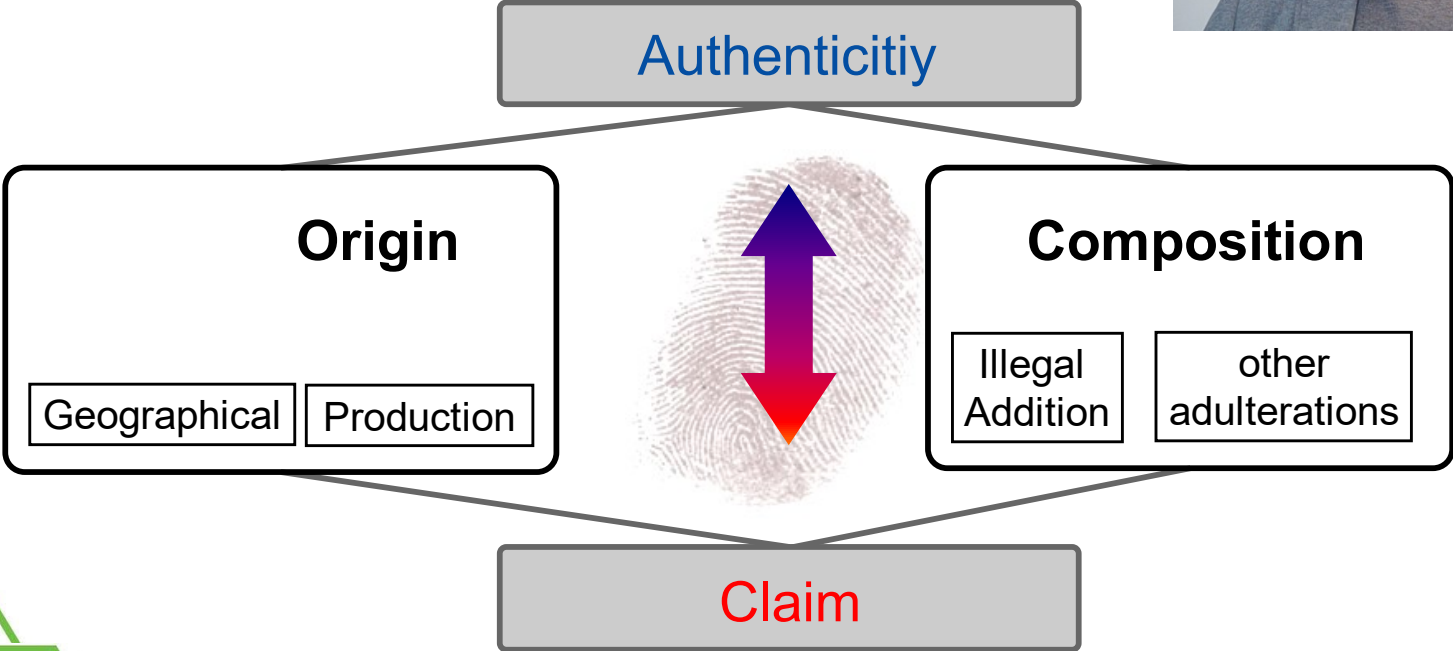 Authenticitiy
Origin
Geographical
Production
Composition
Illegal
Addition
other
adulterations
Claim